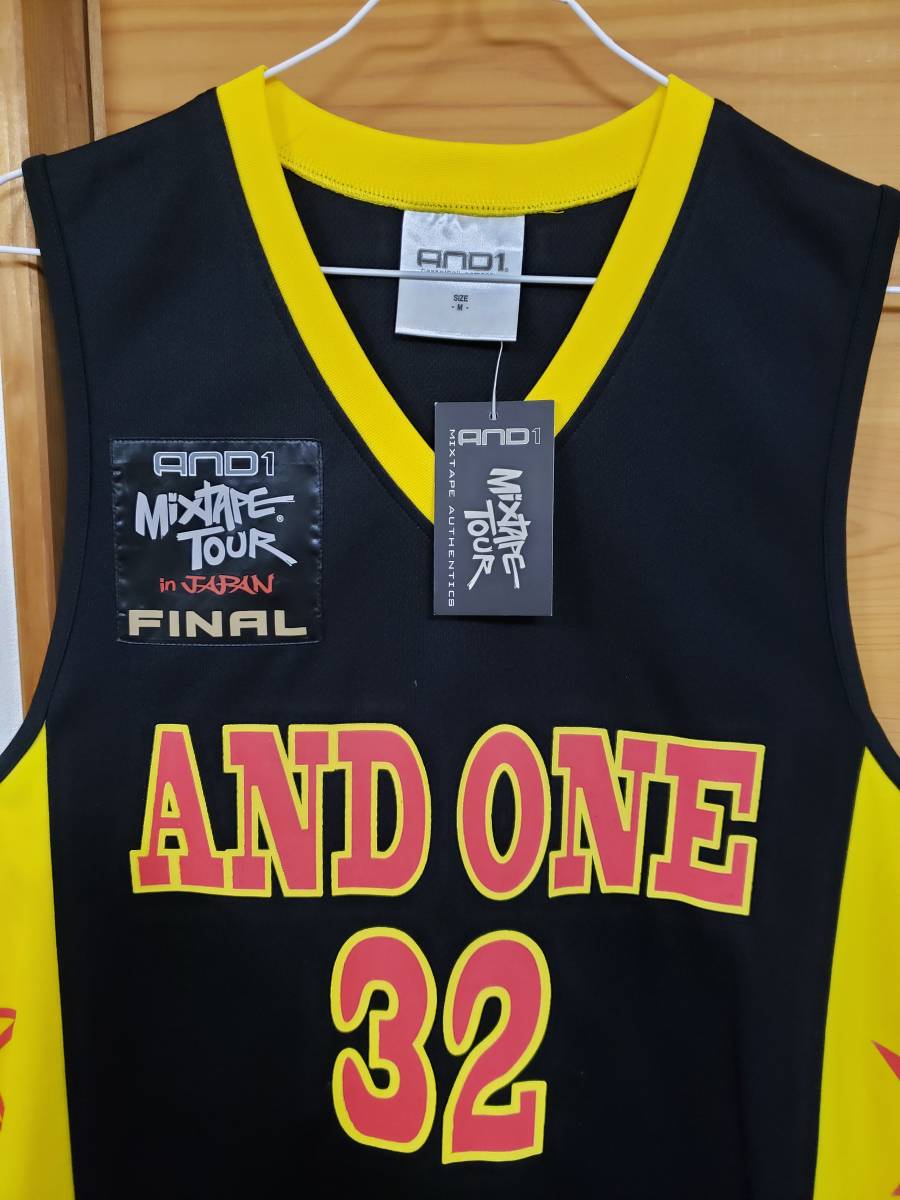 AND1®
SIZE
- M -
AND1
MIXTAPE AUTHENTICS
MIXTAPE
TOUR
AND1
MIXTAPE®
TOUR
in JAPAN
FINAL
AND ONE
32